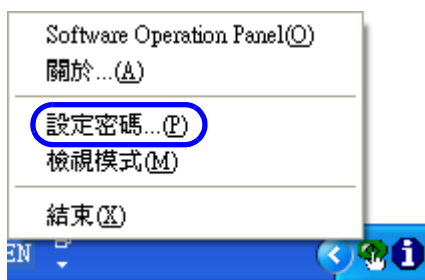 Software Operation Panel(O)
關於...(A)
設定密碼...(P)
檢視模式(M)
結束(X)
EN